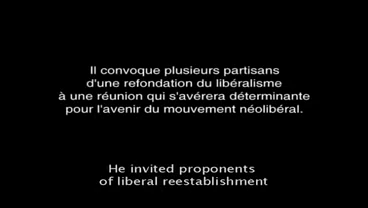 Il convoque plusieurs partisans
d'une refondation du libéralisme
à une réunion qui s'avérera déterminante
pour l'avenir du mouvement néolibéral.
He invited proponents
of liberal reestablishment